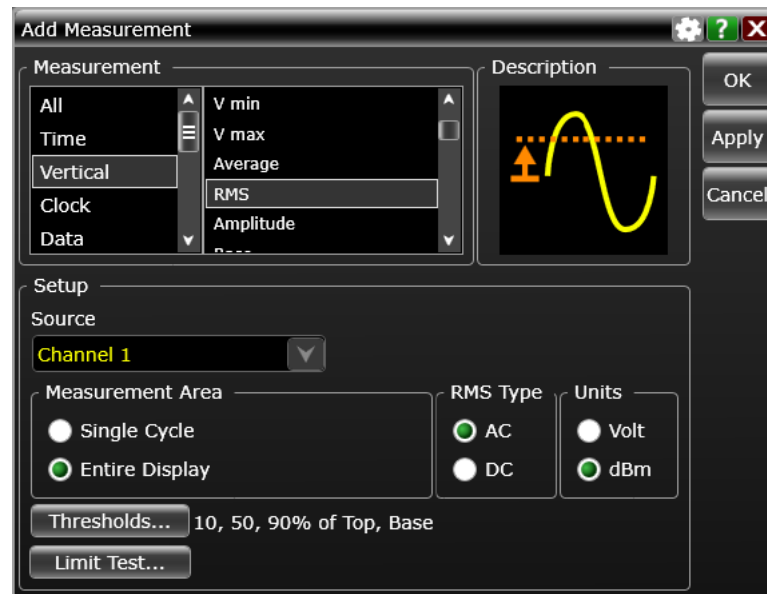 Add Measurement
?
X
Measurement
All
Time
Vertical
Clock
Data
V min
V max
Average
RMS
Amplitude
Description
OK
Apply
Cancel
Setup
Source
Channel 1
Measurement Area
Single Cycle
Entire Display
RMS Type
AC
DC
Units
Volt
dBm
Thresholds... 10, 50, 90% of Top, Base
Limit Test...